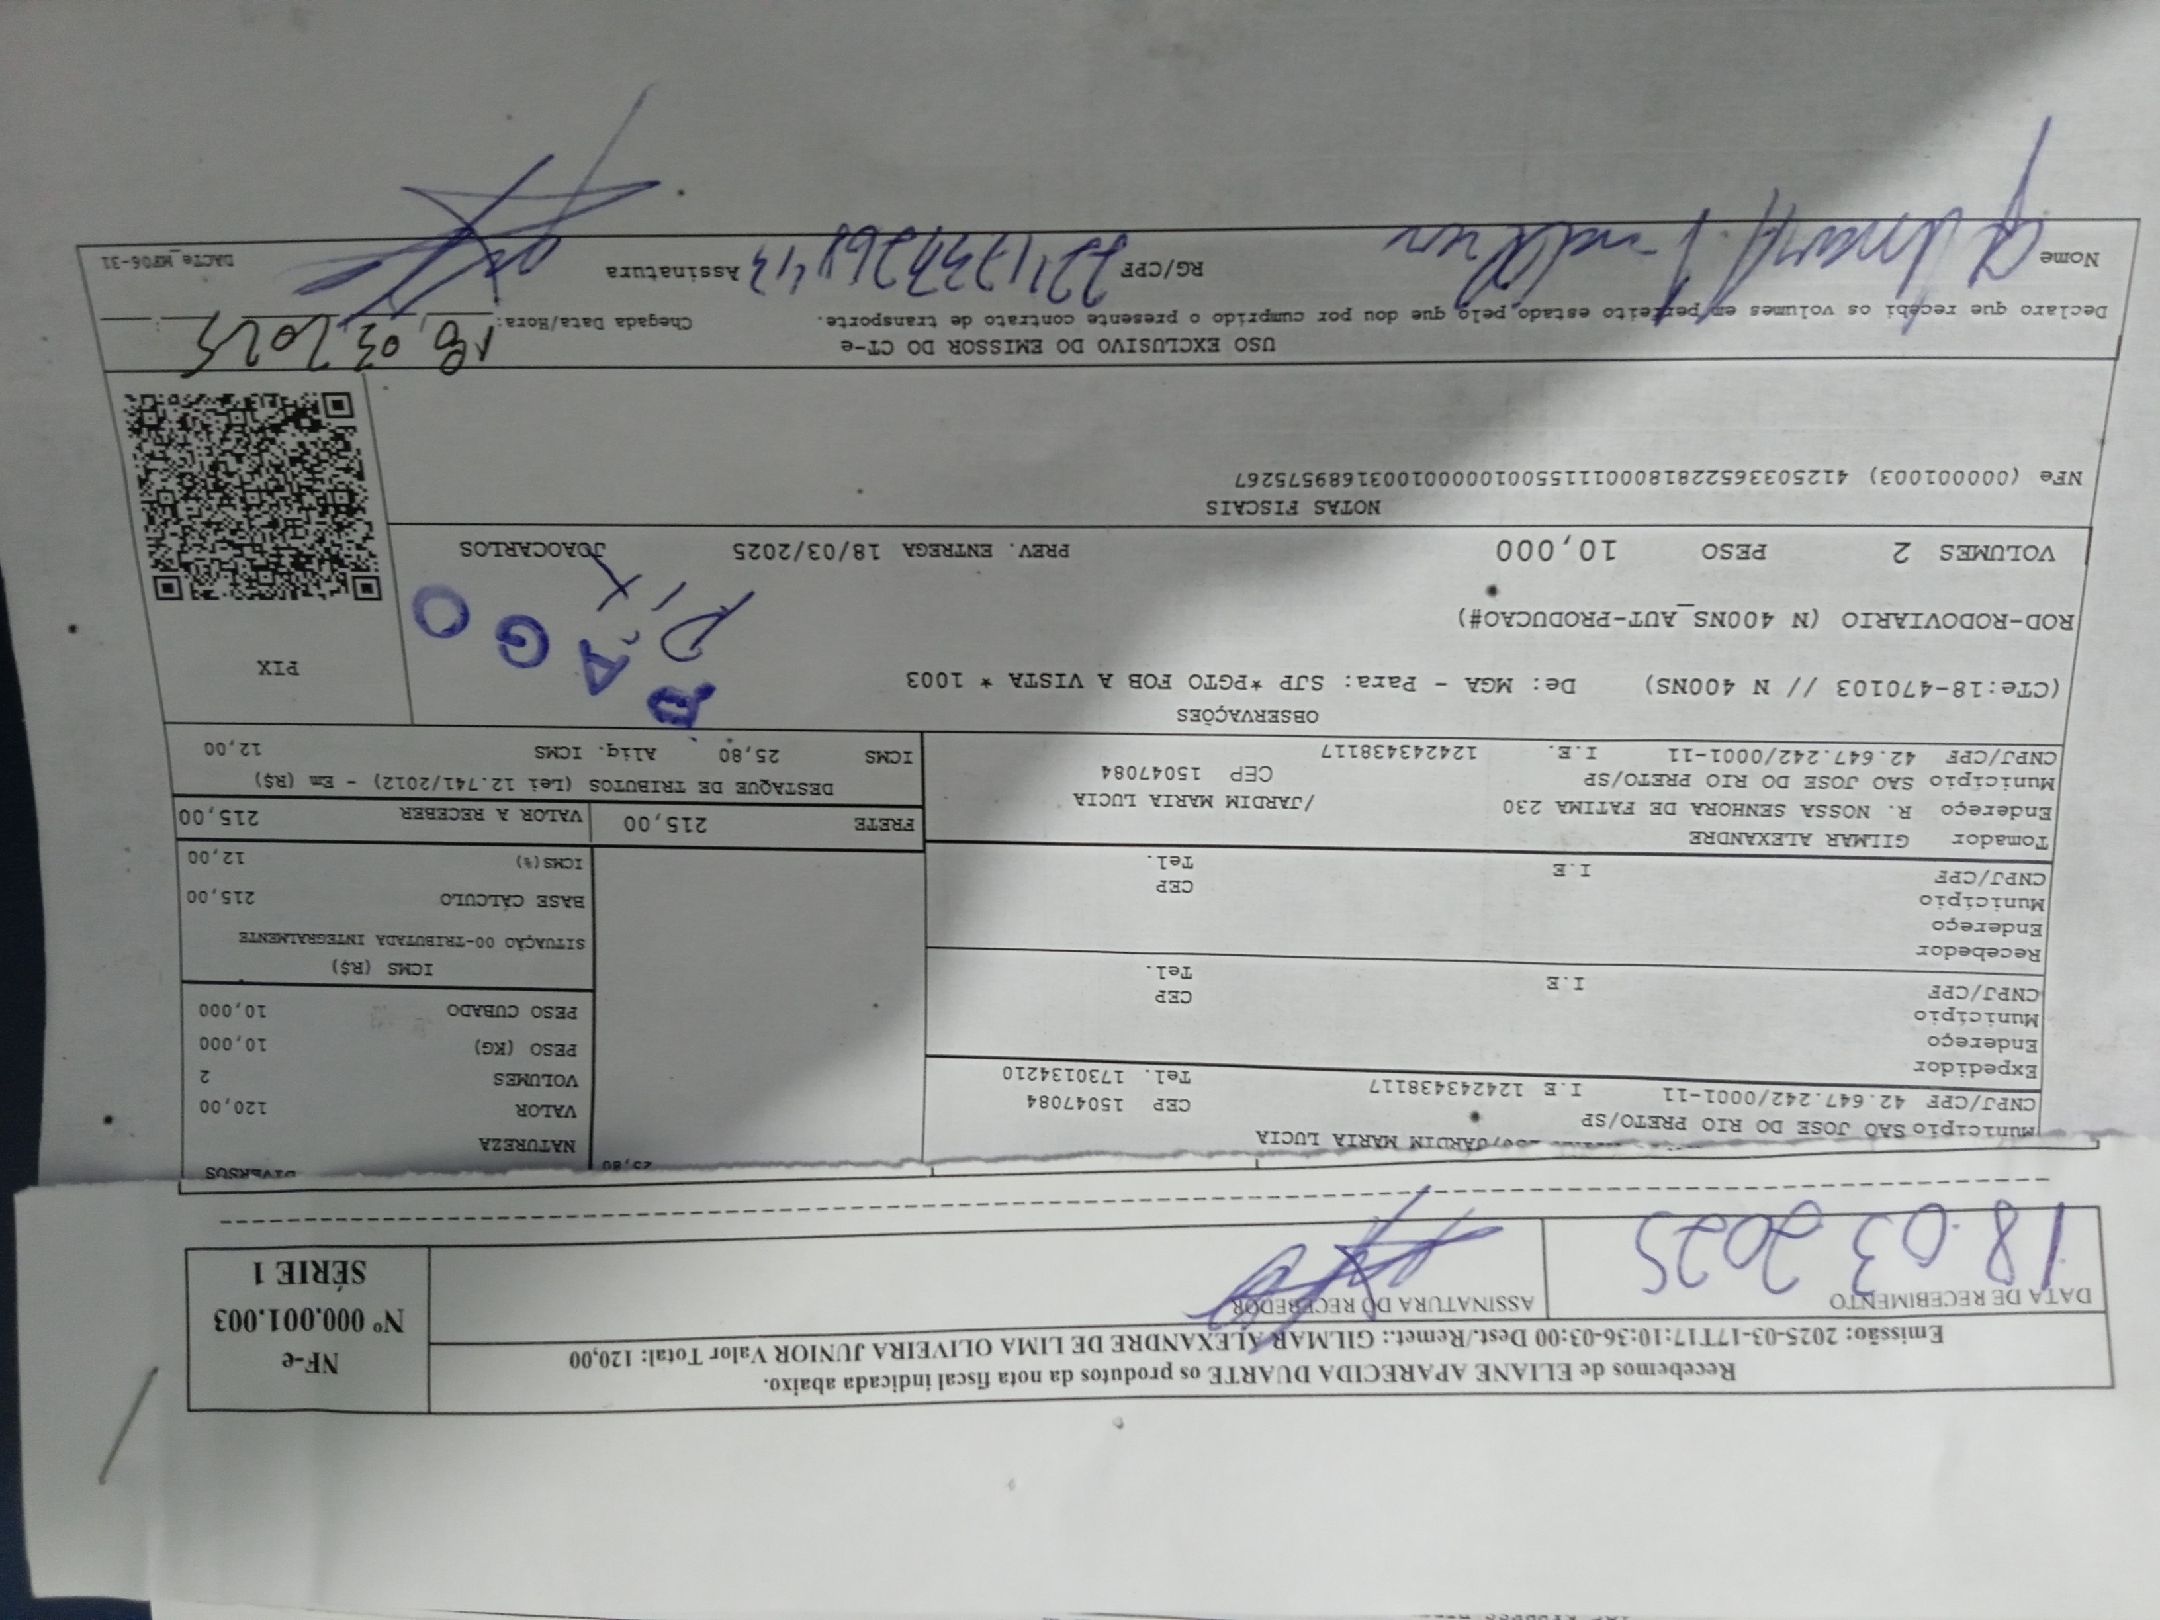 Recebemos de ELIANE APARECIDA DUARTE os produtos da nota fiscal indicada abaixo.
Emissão: 2025-03-17T17:10:36-03:00 Dest./Remet.: GILMAR ALEXANDRE DE LIMA OLIVEIRA JUNIOR Valor Total: 120,00
NF-e
Nº 000.001.003
SÉRIE 1
DATA DE RECEBIMENTO
18 03 2025
ASSINATURA DO RECEBEDOR
JARDIM MARIA LUCIA
Município SAO JOSE DO RIO PRETO/SP
CEP 15047084
CNPJ/CPF 42.647.242/0001-11 I.E 12424348117
Tel. 1730134210
Expedidor
Endereço
Município
CEP
CNPJ/CPF
I.E
Tel.
Recebedor
Endereço
Município
CEP
CNPJ/CPF
I.E
Tel.
Tomador GILMAR ALEXANDRE
Endereço R. NOSSA SENHORA DE FATIMA 230 /JARDIM MARIA LUCIA
Município SAO JOSE DO RIO PRETO/SP CEP 15047084
CNPJ/CPF 42.647.242/0001-11 I.E. 124243438117
25,80
NATUREZA DIVERSOS
VALOR 120,00
VOLUMES 2
PESO (KG) 10,000
PESO CUBADO 10,000
ICMS (R$)
SITUAÇÃO 00-TRIBUTADA INTEGRALMENTE
BASE CÁLCULO 215,00
ICMS(%) 12,00
FRETE 215,00 VALOR A RECEBER 215,00
DESTAQUE DE TRIBUTOS (Lei 12.741/2012) - Em (R$)
ICMS 25,80 Aliq. ICMS 12,00
OBSERVAÇÕES
(CTe:18-470103 // N 400NS) De: MGA - Para: SJP *PGTO FOB A VISTA * 1003
ROD-RODOVIARIO (N 400NS_AUT-PRODUCAO#)
PAGO
Pix
PIX
VOLUMES 2 PESO 10,000 PREV. ENTREGA 18/03/2025 JOAOCARLOS
NOTAS FISCAIS
NFe (000001003) 41250336522818000111550010000010031689575267
USO EXCLUSIVO DO EMISSOR DO CT-e
Declaro que recebi os volumes em perfeito estado pelo que dou por cumprido o presente contrato de transporte.
Chegada Data/Hora: 18 03 2025
Nome
RG/CPF
Assinatura
DACTe_MF06-31